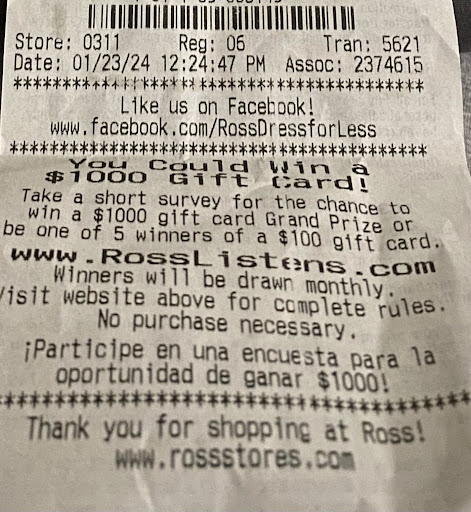 Store: 0311 Reg: 06 Tran: 5621
Date: 01/23/24 12:24:47 PM Assoc: 2374615
******************************************
Like us on Facebook!
www.facebook.com/RossDressforLess
******************************************
You Could Win a
$1000 Gift Card!
Take a short survey for the chance to
win a $1000 gift card Grand Prize or
be one of 5 winners of a $100 gift card.
www.RossListens.com
Winners will be drawn monthly.
Visit website above for complete rules.
No purchase necessary.
¡Participe en una encuesta para la
oportunidad de ganar $1000!
******************************************
Thank you for shopping at Ross!
www.rossstores.com